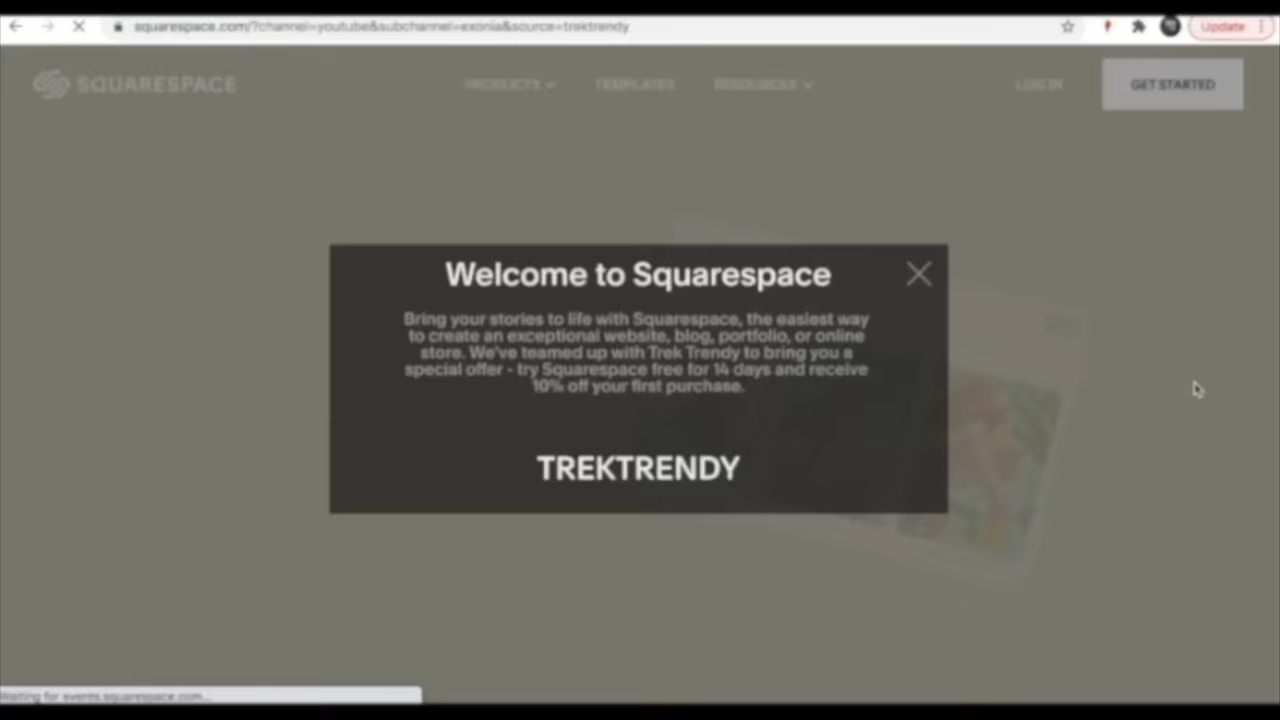 squarespace.com/?channel=youtube&subchannel=exonia&source=trektrendy
Update
SQUARESPACE
PRODUCTS
TEMPLATES
RESOURCES
LOG IN
GET STARTED
Welcome to Squarespace
Bring your stories to life with Squarespace, the easiest way
to create an exceptional website, blog, portfolio, or online
store. We've teamed up with Trek Trendy to bring you a
special offer - try Squarespace free for 14 days and receive
10% off your first purchase.
TREKTRENDY
Waiting for events.squarespace.com...